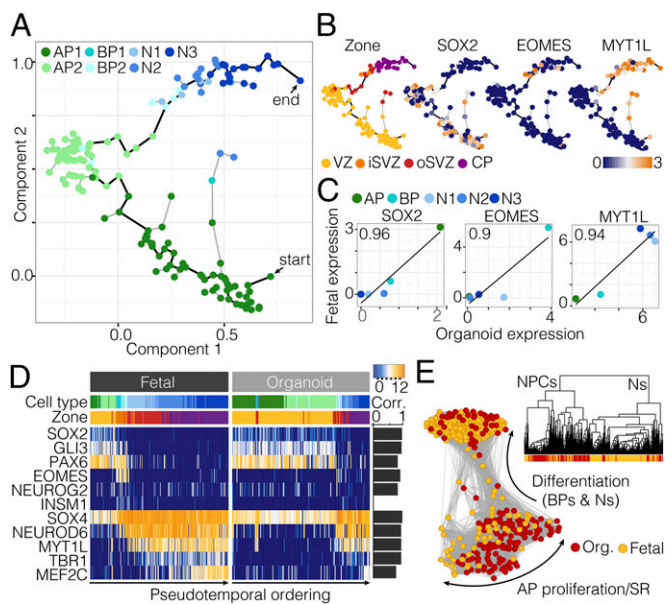 A
AP1 BP1 N1 N3
AP2 BP2 N2
1.0
end
Component 2
start
0.0
0.0 0.5
Component 1
B
Zone SOX2 EOMES MYT1L
VZ iSVZ oSVZ CP
0 3
C
AP BP N1 N2 N3
SOX2 EOMES MYT1L
Fetal expression
3 0.96
0
0 2
4 0.9
0
0 4
6 0.94
2
2 6
Organoid expression
D
Fetal Organoid
0 12
Cell type
Corr.
Zone
0 1
SOX2
GLI3
PAX6
EOMES
NEUROG2
INSM1
SOX4
NEUROD6
MYT1L
TBR1
MEF2C
Pseudotemporal ordering
E
NPCs Ns
Differentiation
(BPs & Ns)
Org. Fetal
AP proliferation/SR